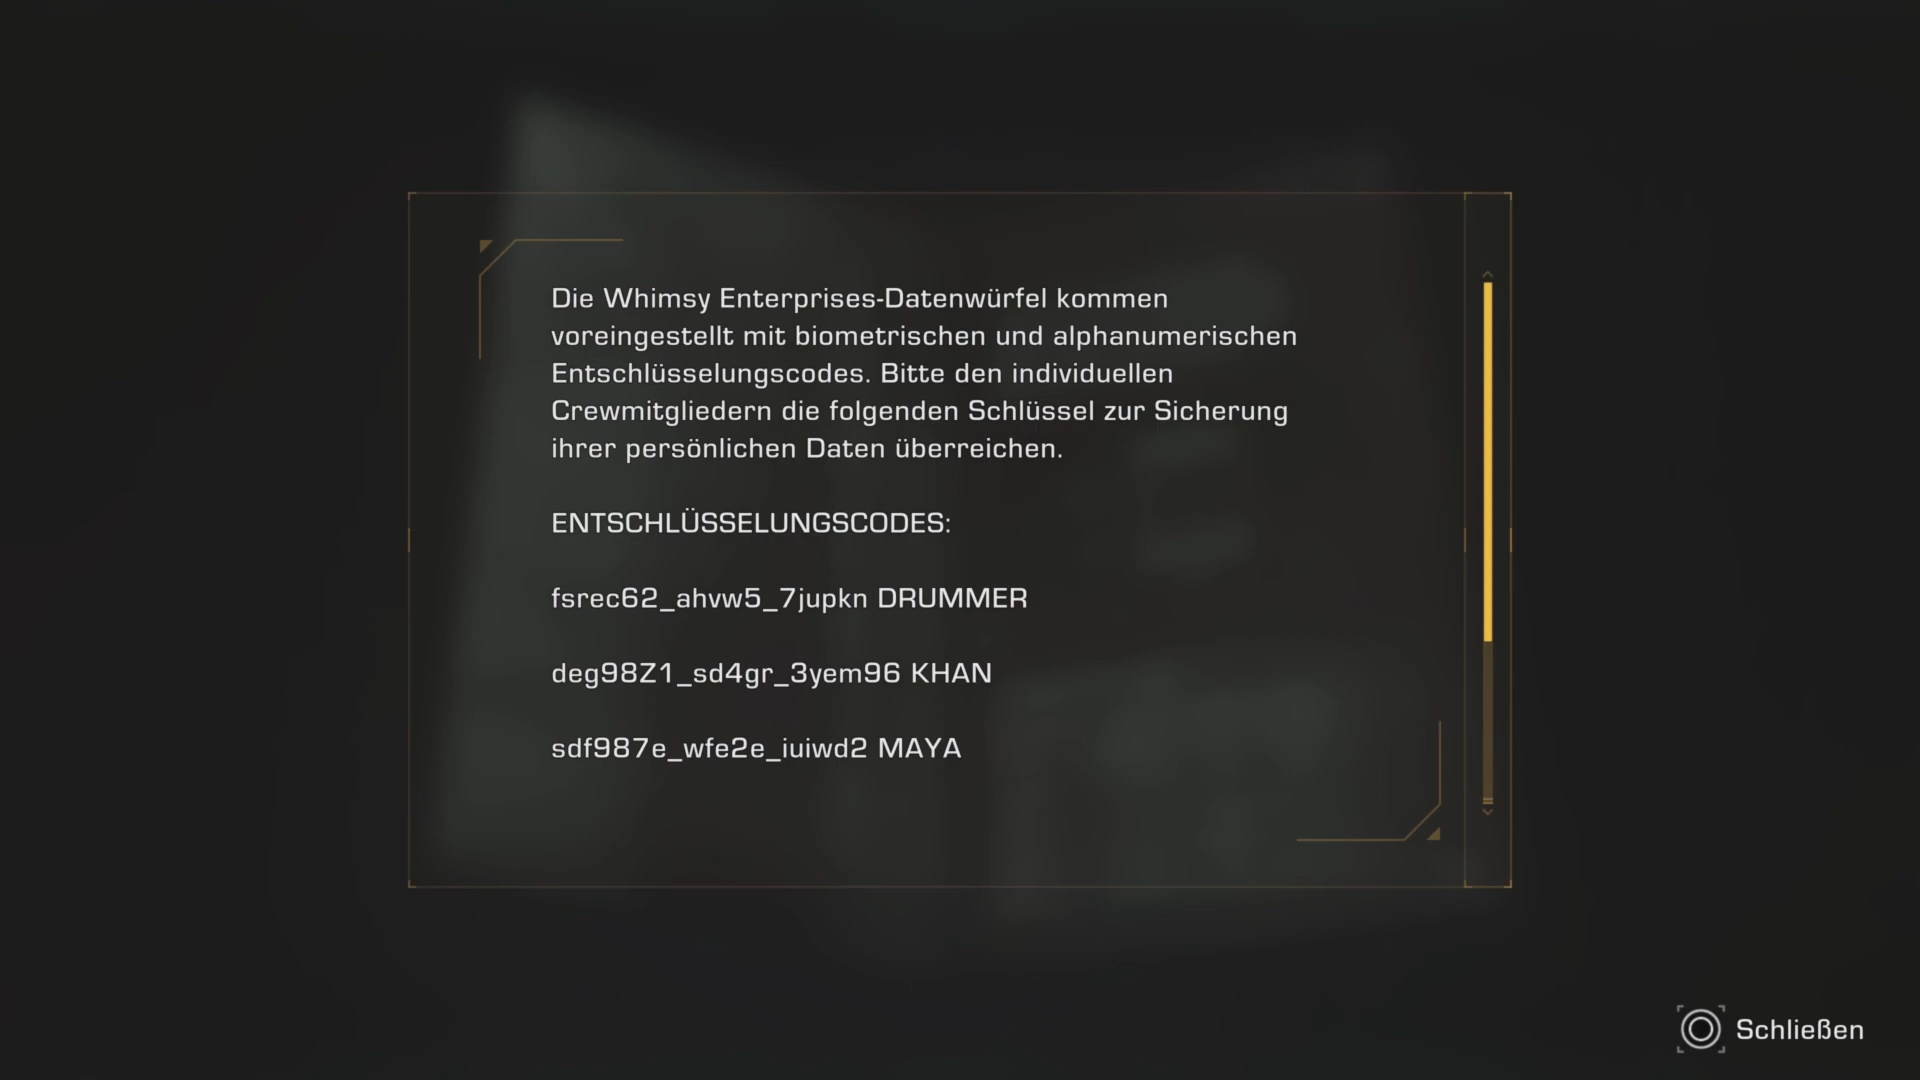 Die Whimsy Enterprises-Datenwürfel kommen
voreingestellt mit biometrischen und alphanumerischen
Entschlüsselungscodes. Bitte den individuellen
Crewmitgliedern die folgenden Schlüssel zur Sicherung
ihrer persönlichen Daten überreichen.
ENTSCHLÜSSELUNGSCODES:
fsrec62_ahvw5_7jupkn DRUMMER
deg98Z1_sd4gr_3yem96 KHAN
sdf987e_wfe2e_iuiwd2 MAYA
Schließen